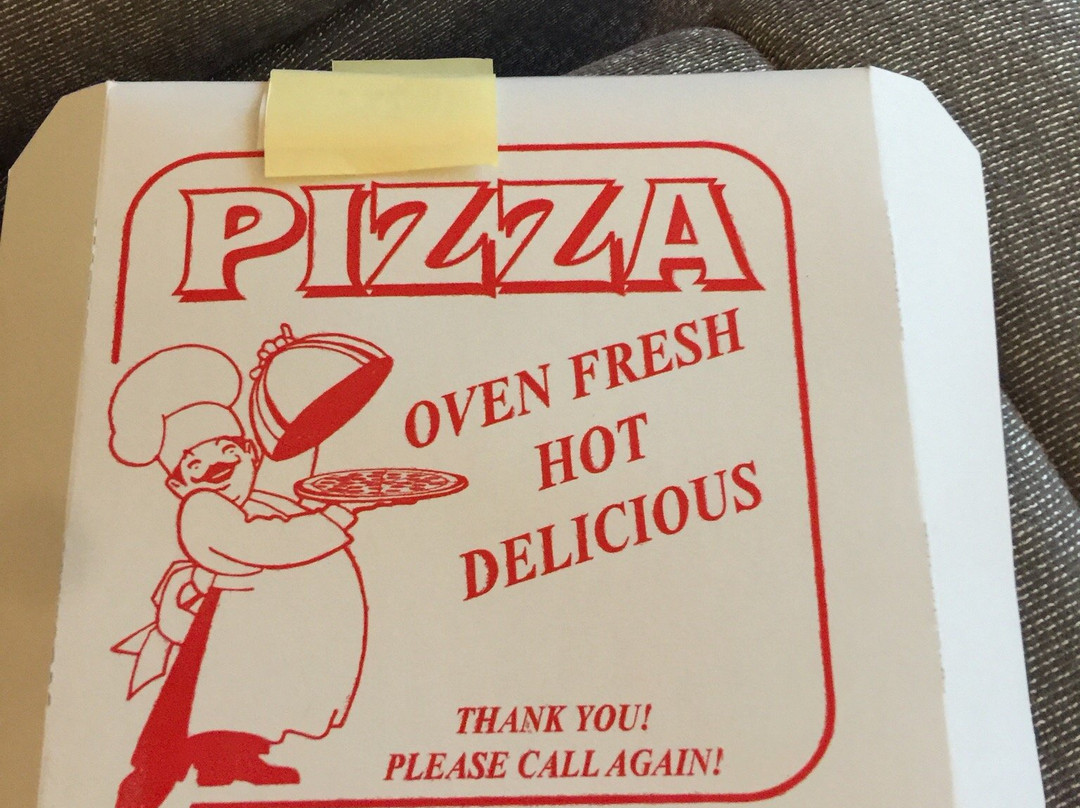 PIZZA
OVEN FRESH
HOT
DELICIOUS
THANK YOU!
PLEASE CALL AGAIN!